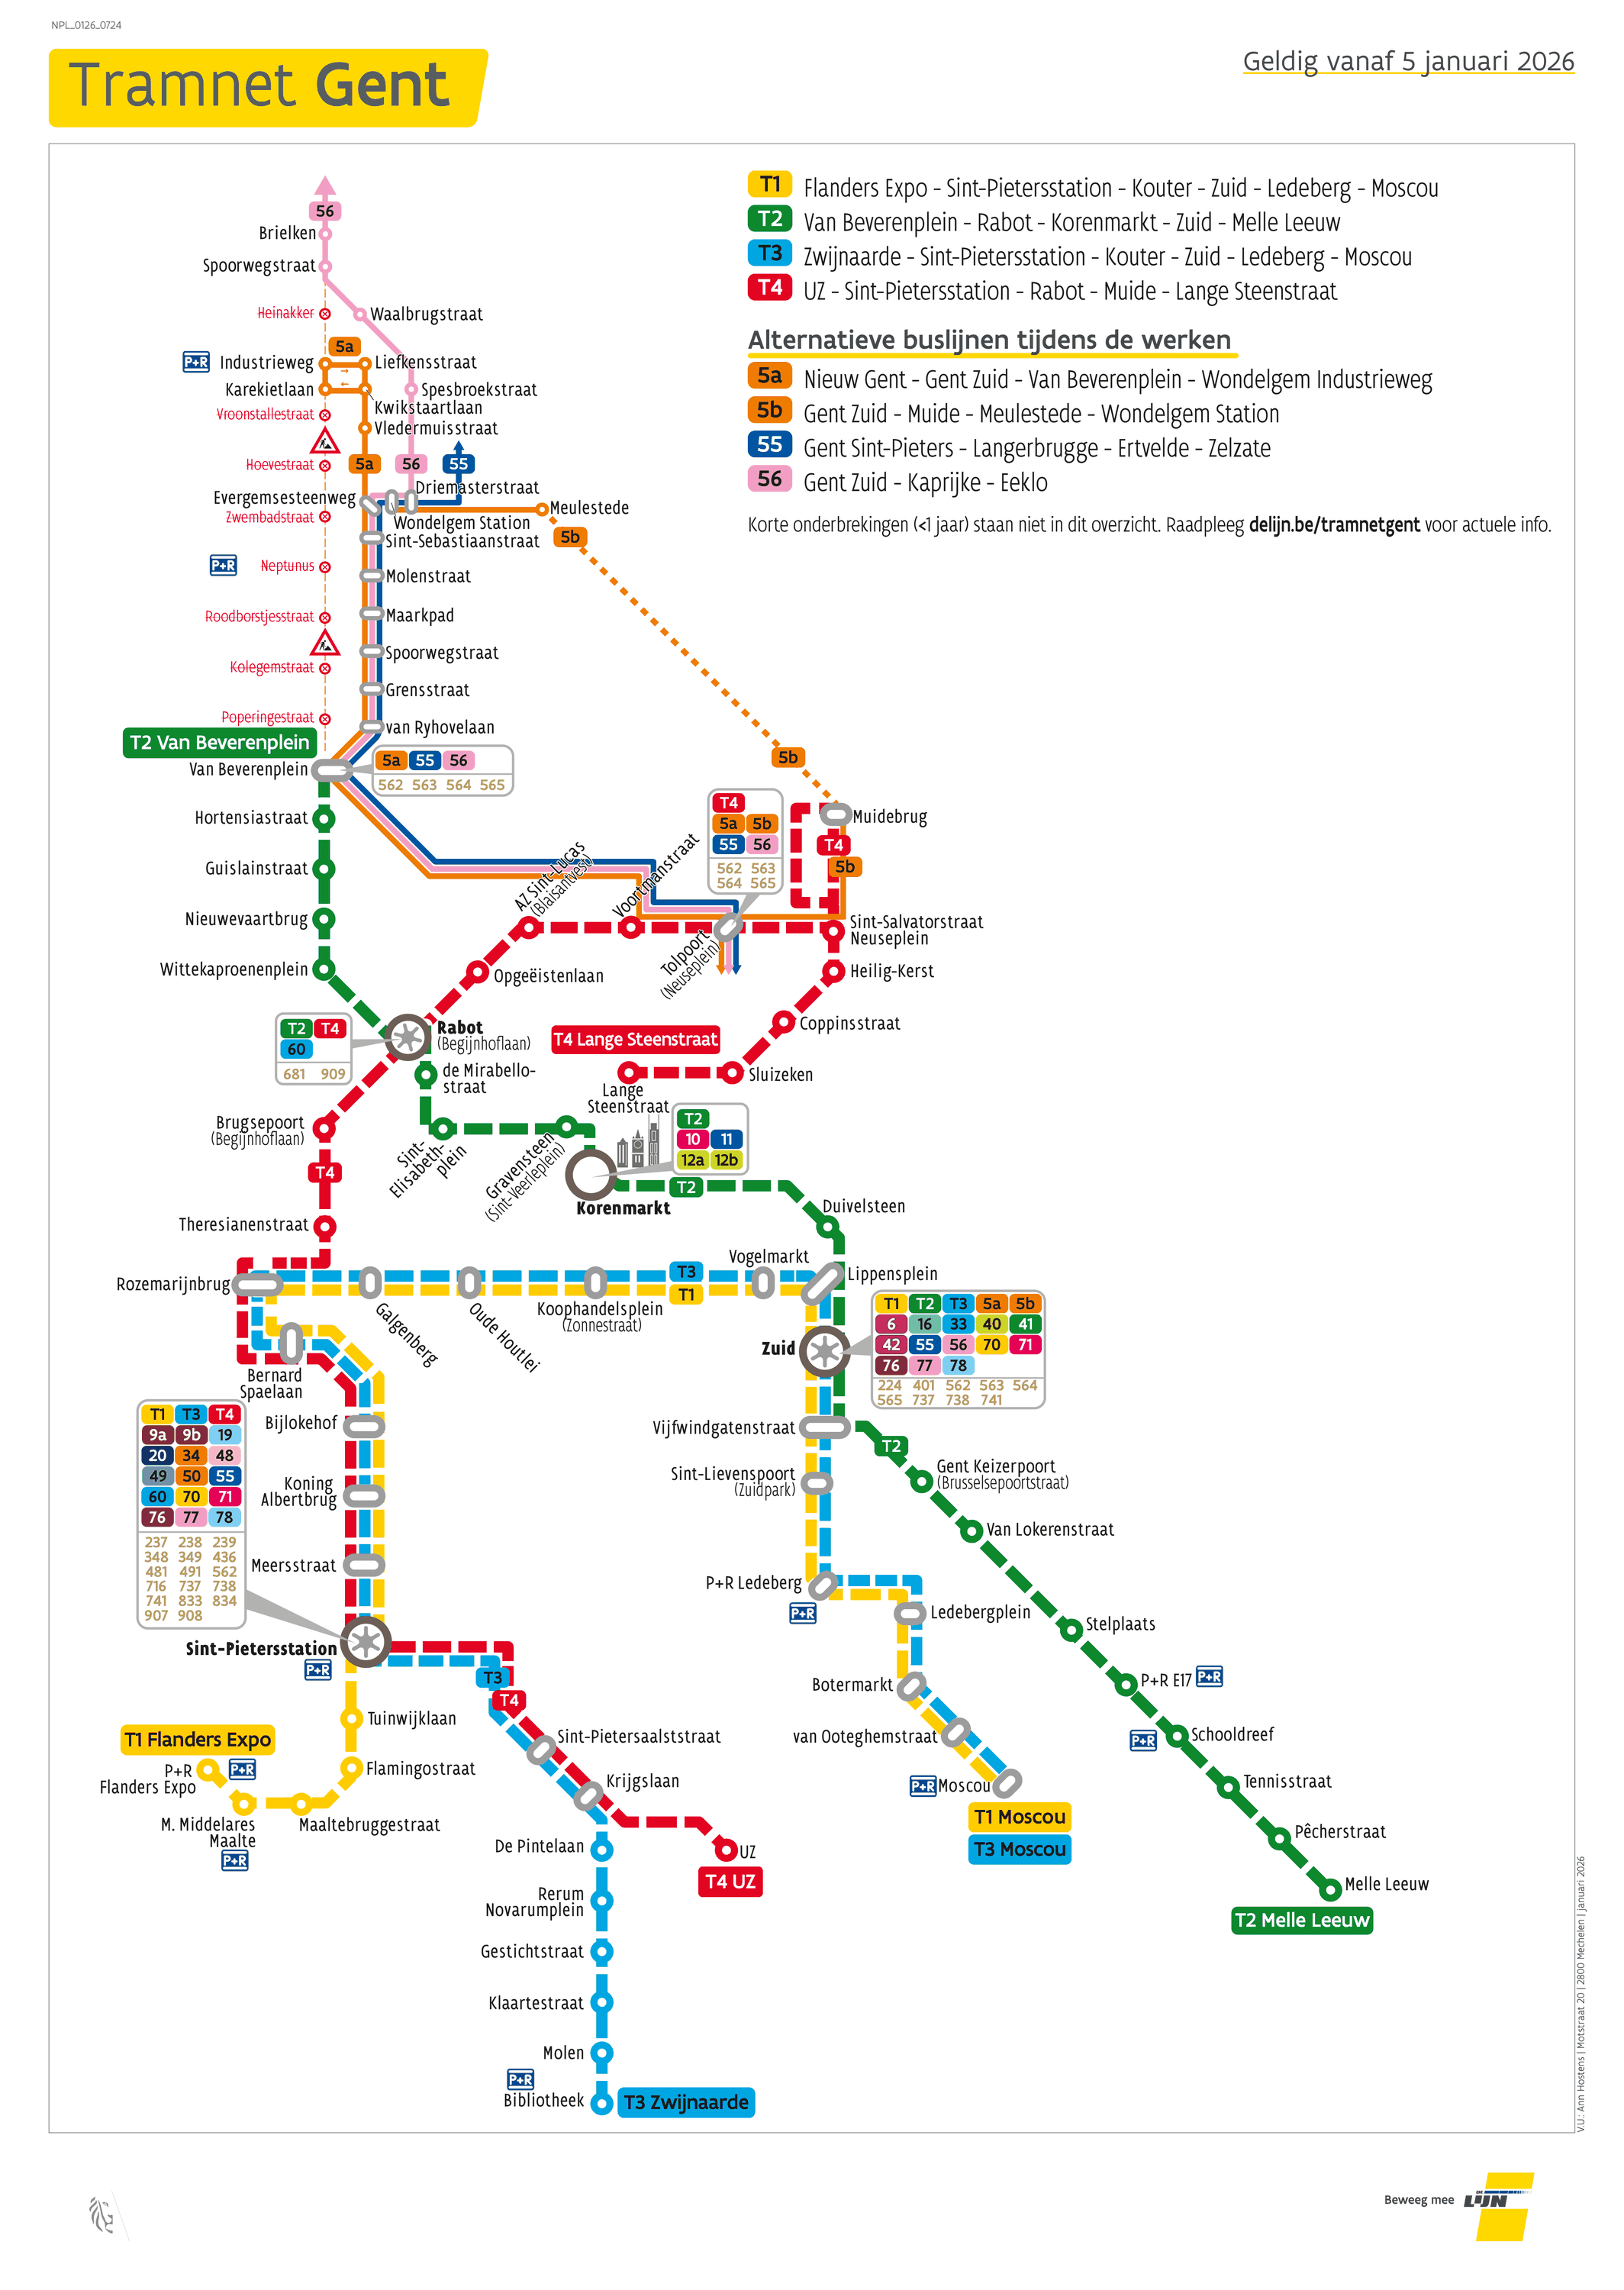 NPL_0126_0724
Tramnet Gent
Geldig vanaf 5 januari 2026
T1 Flanders Expo - Sint-Pietersstation - Kouter - Zuid - Ledeberg - Moscou
T2 Van Beverenplein - Rabot - Korenmarkt - Zuid - Melle Leeuw
T3 Zwijnaarde - Sint-Pietersstation - Kouter - Zuid - Ledeberg - Moscou
T4 UZ - Sint-Pietersstation - Rabot - Muide - Lange Steenstraat
Alternatieve buslijnen tijdens de werken
5a Nieuw Gent - Gent Zuid - Van Beverenplein - Wondelgem Industrieweg
5b Gent Zuid - Muide - Meulestede - Wondelgem Station
55 Gent Sint-Pieters - Langerbrugge - Ertvelde - Zelzate
56 Gent Zuid - Kaprijke - Eeklo
Korte onderbrekingen (<1 jaar) staan niet in dit overzicht. Raadpleeg delijn.be/tramnetgent voor actuele info.
56
Brielken
Spoorwegstraat
Heinakker
Waalbrugstraat
5a
P+R
Industrieweg
Liefkensstraat
Karekietlaan
Spesbroekstraat
Kwikstaartlaan
Vroonstallestraat
Vledermuisstraat
Hoevestraat
5a
56
55
Driemasterstraat
Evergemsesteenweg
Meulestede
Zwembadstraat
Wondelgem Station
5b
Sint-Sebastiaanstraat
P+R
Neptunus
Molenstraat
Roodborstjesstraat
Maarkpad
Spoorwegstraat
Kolegemstraat
Grensstraat
Poperingestraat
van Ryhovelaan
T2 Van Beverenplein
Van Beverenplein
5a 55 56
562 563 564 565
5b
Hortensiastraat
Guislainstraat
Nieuwevaartbrug
Wittekaproenenplein
T4
5a 5b
55 56
562 563
564 565
Muidebrug
T4
5b
AZ Sint-Lucas
(Blaisantvest)
Voortmanstraat
Tolpoort
(Neuseplein)
Sint-Salvatorstraat
Neuseplein
Opgeëistenlaan
Heilig-Kerst
Coppinsstraat
T2 T4
60
681 909
Rabot
(Begijnhoflaan)
T4 Lange Steenstraat
de Mirabello-
straat
Sluizeken
Lange
Steenstraat
Brugsepoort
(Begijnhoflaan)
Sint-
Elisabeth-
plein
Gravensteen
(Sint-Veerleplein)
T2
10 11
12a 12b
Korenmarkt
T2
T4
Duivelsteen
Theresianenstraat
Vogelmarkt
Rozemarijnbrug
T3
T1
Lippensplein
Galgenberg
Oude Houtlei
Koophandelsplein
(Zonnestraat)
Zuid
T1 T2 T3 5a 5b
6 16 33 40 41
42 55 56 70 71
76 77 78
224 401 562 563 564
565 737 738 741
Bernard
Spaelaan
Bijlokehof
Koning
Albertbrug
Meersstraat
T1 T3 T4
9a 9b 19
20 34 48
49 50 55
60 70 71
76 77 78
237 238 239
348 349 436
481 491 562
716 737 738
741 833 834
907 908
Vijfwindgatenstraat
T2
Sint-Lievenspoort
(Zuidpark)
Gent Keizerpoort
(Brusselsepoortstraat)
Van Lokerenstraat
P+R Ledeberg
P+R
Ledebergplein
Stelplaats
Sint-Pietersstation
P+R
T3
T4
Botermarkt
P+R E17
P+R
Tuinwijklaan
Sint-Pietersaalststraat
van Ooteghemstraat
P+R
Schooldreef
T1 Flanders Expo
P+R
Flanders Expo
P+R
Flamingostraat
Krijgslaan
P+R
Moscou
Tennisstraat
M. Middelares
Maalte
P+R
Maaltebruggestraat
T1 Moscou
T3 Moscou
Pêcherstraat
De Pintelaan
UZ
T4 UZ
Melle Leeuw
T2 Melle Leeuw
Rerum
Novarumplein
Gestichtstraat
Klaartestraat
Molen
P+R
Bibliotheek
T3 Zwijnaarde
V.U.: Ann Hostens | Motstraat 20 | 2800 Mechelen | januari 2026
Beweeg mee
DE LIJN